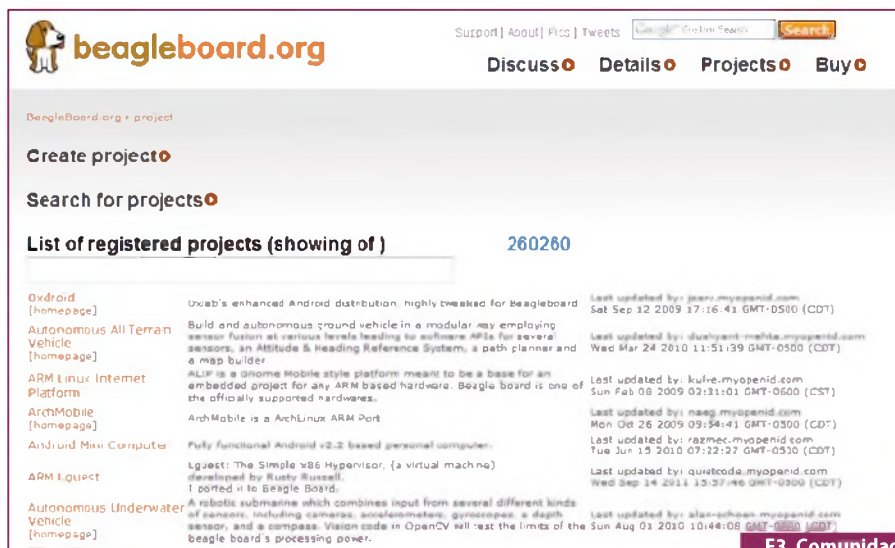 beagleboard.org
Support | About | Pics | Tweets
Google Custom Search
Search
Discuss Details Projects Buy
BeagleBoard.org › project
Create project
Search for projects
List of registered projects (showing of ) 260260
0xdroid
[homepage]
0xlab's enhanced Android distribution, highly tweaked for Beagleboard
Last updated by:
Sat Sep 12 2009 17:16:41 GMT-0500 (CDT)
Autonomous All Terrain
Vehicle
[homepage]
Build and autonomous ground vehicle in a modular way employing
sensor fusion at various levels leading to software APIs for several
sensors, an Attitude & Heading Reference System, a path planner and
a map builder.
Last updated by: dushyant-mehta.myopenid.com
Wed Mar 24 2010 11:51:39 GMT-0500 (CDT)
ARM Linux Internet
Platform
ALIP is a Gnome Mobile style platform meant to be a base for an
embedded project for any ARM based hardware. Beagle board is one of
the officially supported hardwares.
Last updated by: kulve.myopenid.com
Sun Feb 08 2009 02:31:01 GMT-0600 (CST)
ArchMobile
[homepage]
ArchMobile is a ArchLinux ARM Port
Last updated by: naeg.myopenid.com
Mon Oct 26 2009 09:54:41 GMT-0500 (CDT)
Android Mini Computer
Fully functional Android v2.2 based personal computer.
Last updated by: razmec.myopenid.com
Tue Jun 15 2010 07:22:27 GMT-0500 (CDT)
ARM Lguest
Lguest: The Simple x86 Hypervisor, (a virtual machine)
developed by Rusty Russell.
I ported it to Beagle Board.
Last updated by: quietcode.myopenid.com
Wed Sep 14 2011 15:57:46 GMT-0500 (CDT)
Autonomous Underwater
Vehicle
[homepage]
A robotic submarine which combines input from several different kinds
of sensors, including cameras, accelerometers, gyroscopes, a depth
sensor, and a compass. Vision code in OpenCV will test the limits of the
beagle board's processing power.
Last updated by: alan-schoen.myopenid.com
Sun Aug 01 2010 10:44:08 GMT-0500 (CDT)
F3 Comunidad